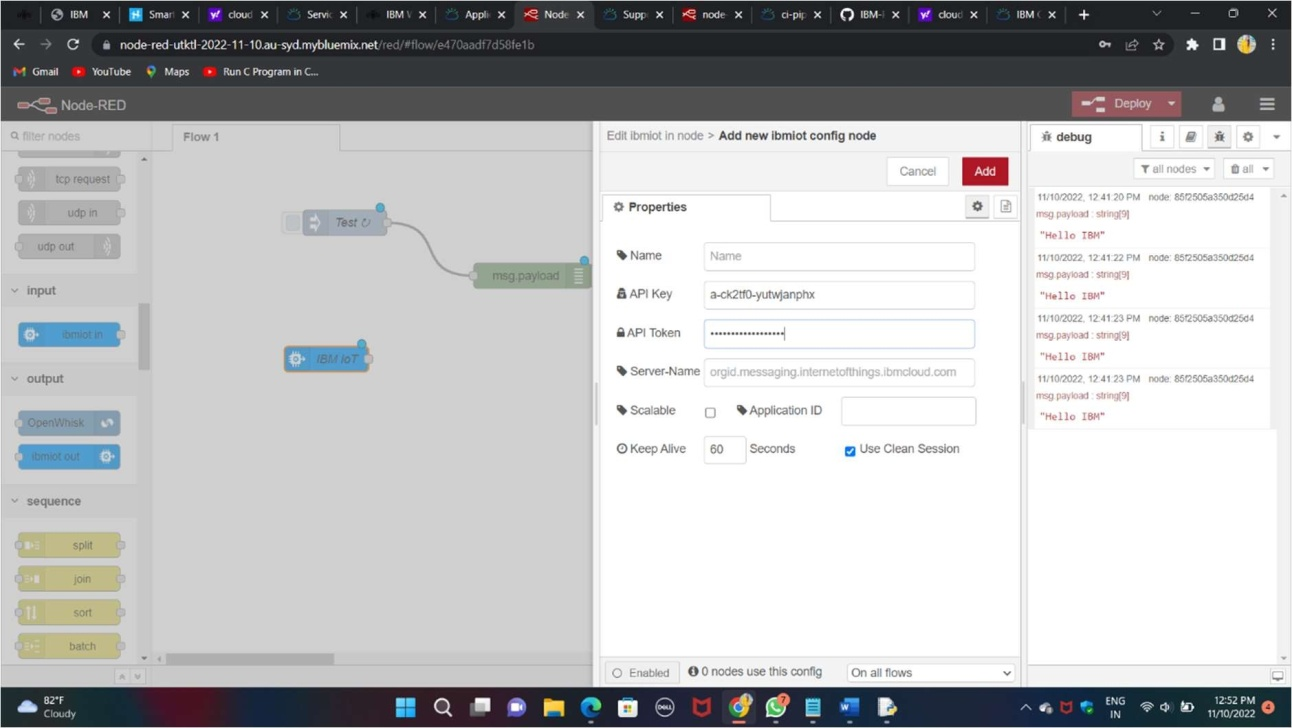 IBM
Smart
cloud
Servic
IBM W
Applic
Node
Supp
node-
ci-pip
IBM-I
cloud
IBM C
node-red-utktl-2022-11-10.au-syd.mybluemix.net/red/#flow/e470aadf7d58fe1b
Gmail YouTube Maps Run C Program in C...
Node-RED
Deploy
filter nodes
tcp request
udp in
udp out
input
ibmiot in
output
OpenWhisk
ibmiot out
sequence
split
join
sort
batch
Flow 1
Test
msg.payload
IBM IoT
Edit ibmiot in node > Add new ibmiot config node
Cancel Add
Properties
Name Name
API Key a-ck2tf0-yutwjanphx
API Token ••••••••••••••••••
Server-Name orgid.messaging.internetofthings.ibmcloud.com
Scalable Application ID
Keep Alive 60 Seconds Use Clean Session
Enabled 0 nodes use this config On all flows
debug
all nodes all
11/10/2022, 12:41:20 PM node: 85f2505a350d25d4
msg.payload : string[9]
"Hello IBM"
11/10/2022, 12:41:22 PM node: 85f2505a350d25d4
msg.payload : string[9]
"Hello IBM"
11/10/2022, 12:41:23 PM node: 85f2505a350d25d4
msg.payload : string[9]
"Hello IBM"
11/10/2022, 12:41:23 PM node: 85f2505a350d25d4
msg.payload : string[9]
"Hello IBM"
82°F
Cloudy
DELL
7
ENG
IN
12:52 PM
11/10/2022
4